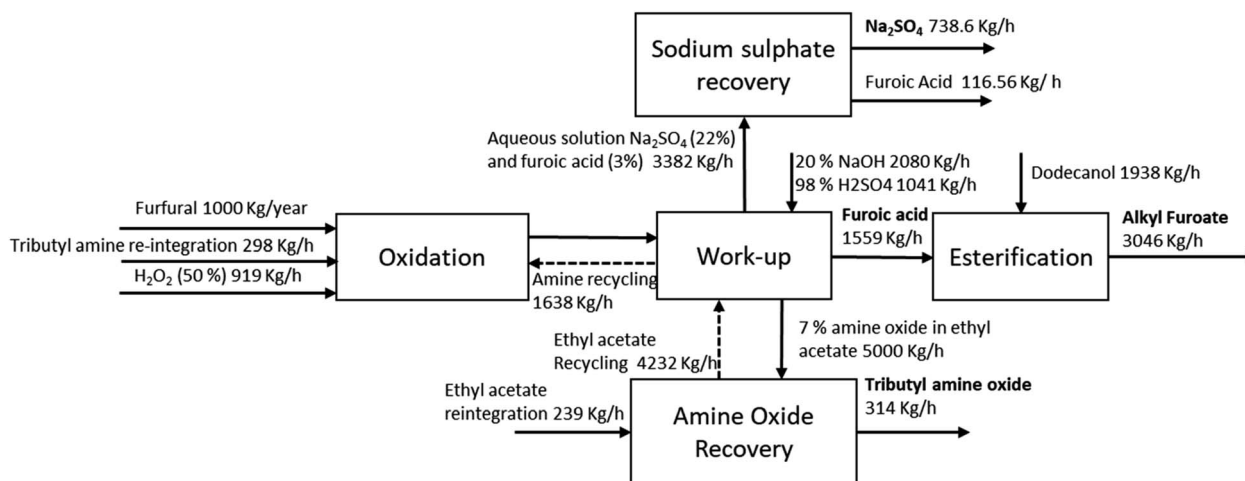 Na₂SO₄ 738.6 Kg/h
Sodium sulphate
recovery
Furoic Acid 116.56 Kg/ h
Aqueous solution Na₂SO₄ (22%)
and furoic acid (3%) 3382 Kg/h
20 % NaOH 2080 Kg/h
98 % H2SO4 1041 Kg/h
Dodecanol 1938 Kg/h
Furfural 1000 Kg/year
Tributyl amine re-integration 298 Kg/h
H₂O₂ (50 %) 919 Kg/h
Oxidation
Amine recycling
1638 Kg/h
Work-up
Furoic acid
1559 Kg/h
Esterification
Alkyl Furoate
3046 Kg/h
Ethyl acetate
Recycling 4232 Kg/h
7 % amine oxide in ethyl
acetate 5000 Kg/h
Ethyl acetate
reintegration 239 Kg/h
Amine Oxide
Recovery
Tributyl amine oxide
314 Kg/h